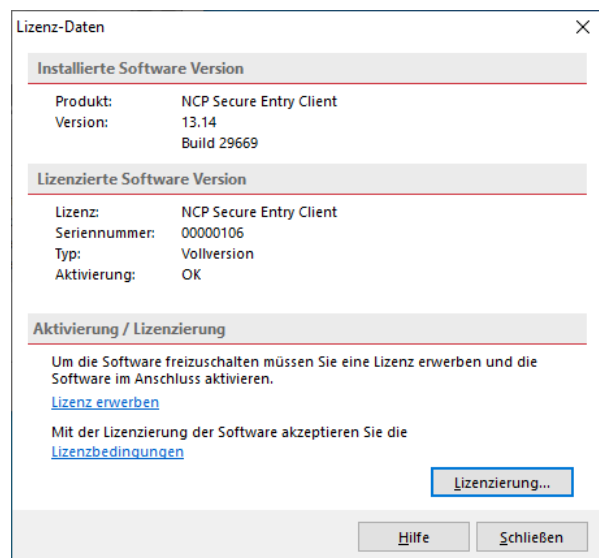 Lizenz-Daten
Installierte Software Version
Produkt: NCP Secure Entry Client
Version: 13.14
Build 29669
Lizenzierte Software Version
Lizenz: NCP Secure Entry Client
Seriennummer: 00000106
Typ: Vollversion
Aktivierung: OK
Aktivierung / Lizenzierung
Um die Software freizuschalten müssen Sie eine Lizenz erwerben und die
Software im Anschluss aktivieren.
Lizenz erwerben
Mit der Lizenzierung der Software akzeptieren Sie die
Lizenzbedingungen
Lizenzierung...
Hilfe Schließen